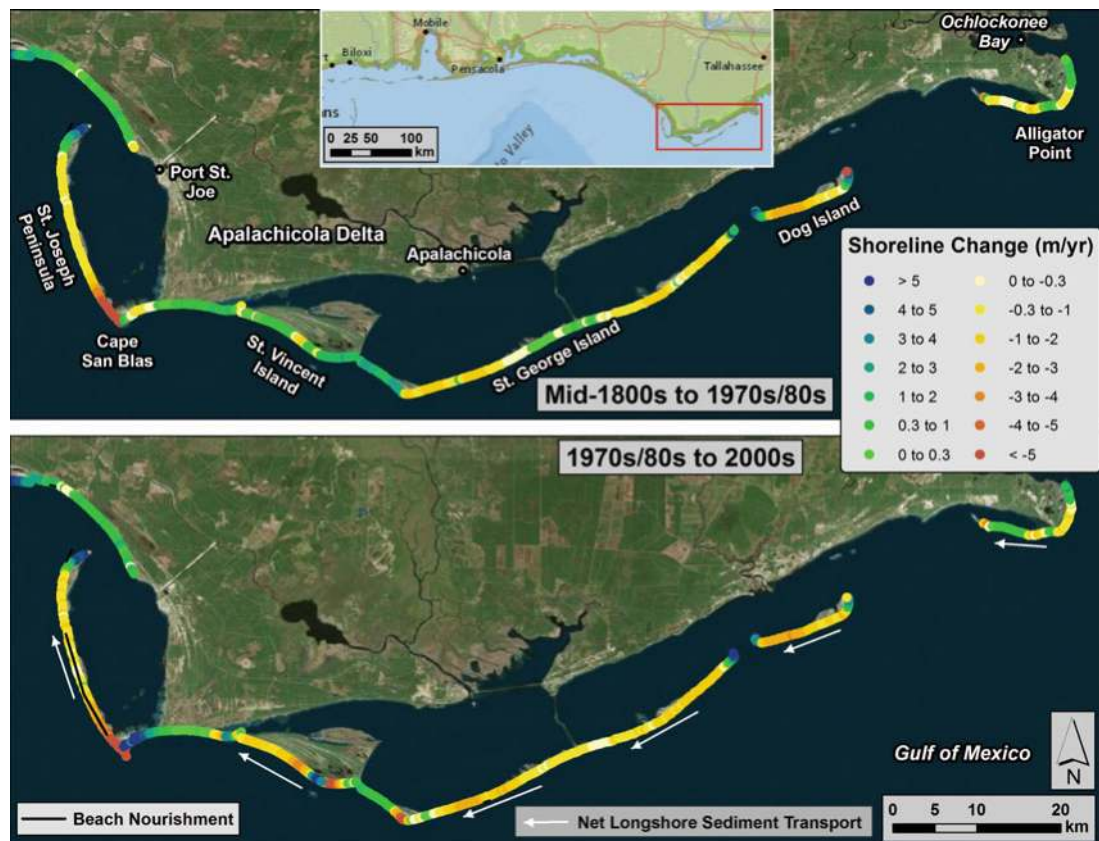 Mobile
Biloxi
Pensacola
Tallahassee
ans
to Valley
0 25 50 100
km
Ochlockonee
Bay
Alligator
Point
Port St.
Joe
St. Joseph
Peninsula
Apalachicola Delta
Apalachicola
Dog Island
Cape
San Blas
St. Vincent
Island
St. George Island
Mid-1800s to 1970s/80s
Shoreline Change (m/yr)
> 5
4 to 5
3 to 4
2 to 3
1 to 2
0.3 to 1
0 to 0.3
0 to -0.3
-0.3 to -1
-1 to -2
-2 to -3
-3 to -4
-4 to -5
< -5
1970s/80s to 2000s
Gulf of Mexico
N
0 5 10 20
km
Beach Nourishment
Net Longshore Sediment Transport